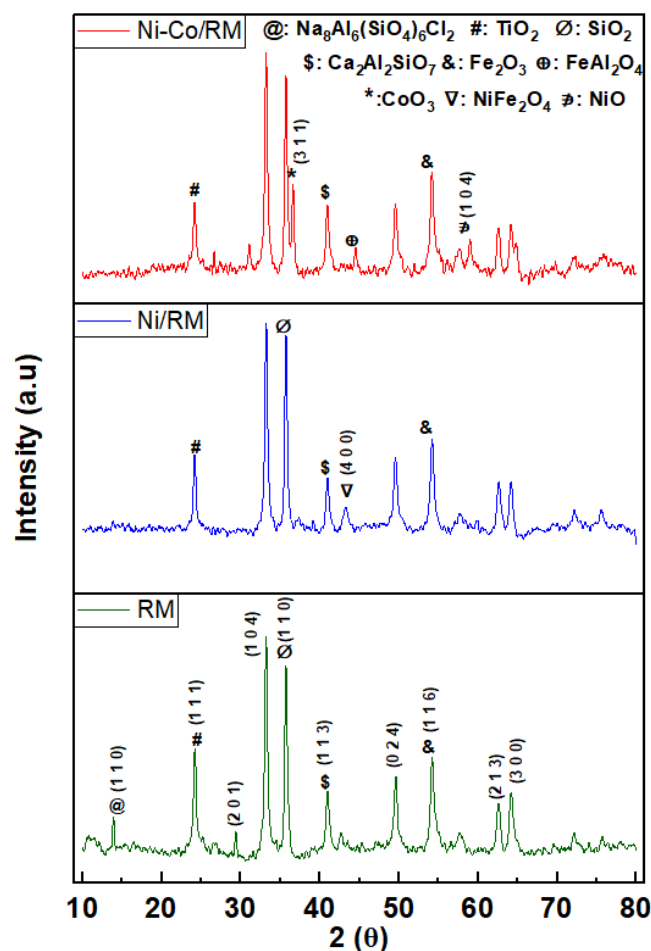 Ni-Co/RM
@: Na₈Al₆(SiO₄)₆Cl₂ #: TiO₂ Ø: SiO₂
$: Ca₂Al₂SiO₇ &: Fe₂O₃ ⊕: FeAl₂O₄
*:CoO₃ ∇: NiFe₂O₄ ⋫: NiO
#
* (3 1 1)
$
⊕
&
⋫ (1 0 4)
Ni/RM
#
Ø
$
∇ (4 0 0)
&
RM
@ (1 1 0)
# (1 1 1)
(2 0 1)
(1 0 4)
Ø (1 1 0)
$ (1 1 3)
(0 2 4)
& (1 1 6)
(2 1 3)
(3 0 0)
Intensity (a.u)
10 20 30 40 50 60 70 80
2 (θ)